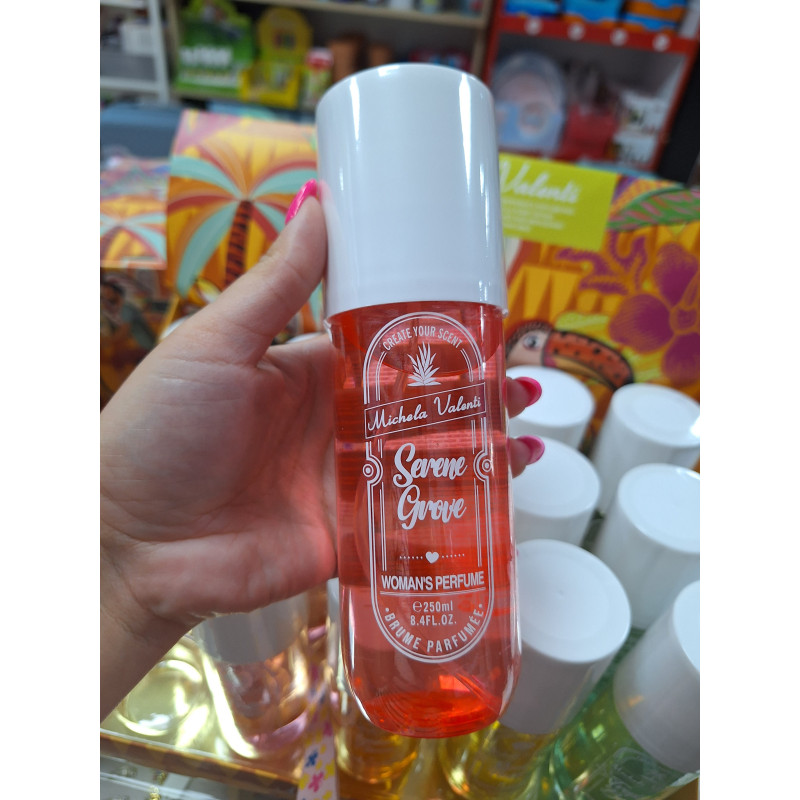 CREATE YOUR SCENT
Michela Valenti
Serene
Grove
WOMAN'S PERFUME
℮250ml
8.4FL.OZ.
•BRUME PARFUMÉE•
Valenti